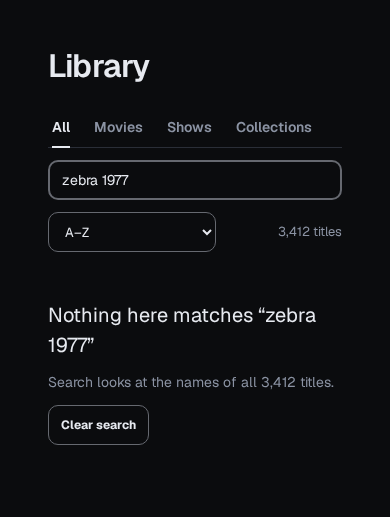 Library
All Movies Shows Collections
zebra 1977
A–Z 3,412 titles
Nothing here matches “zebra
1977”
Search looks at the names of all 3,412 titles.
Clear search